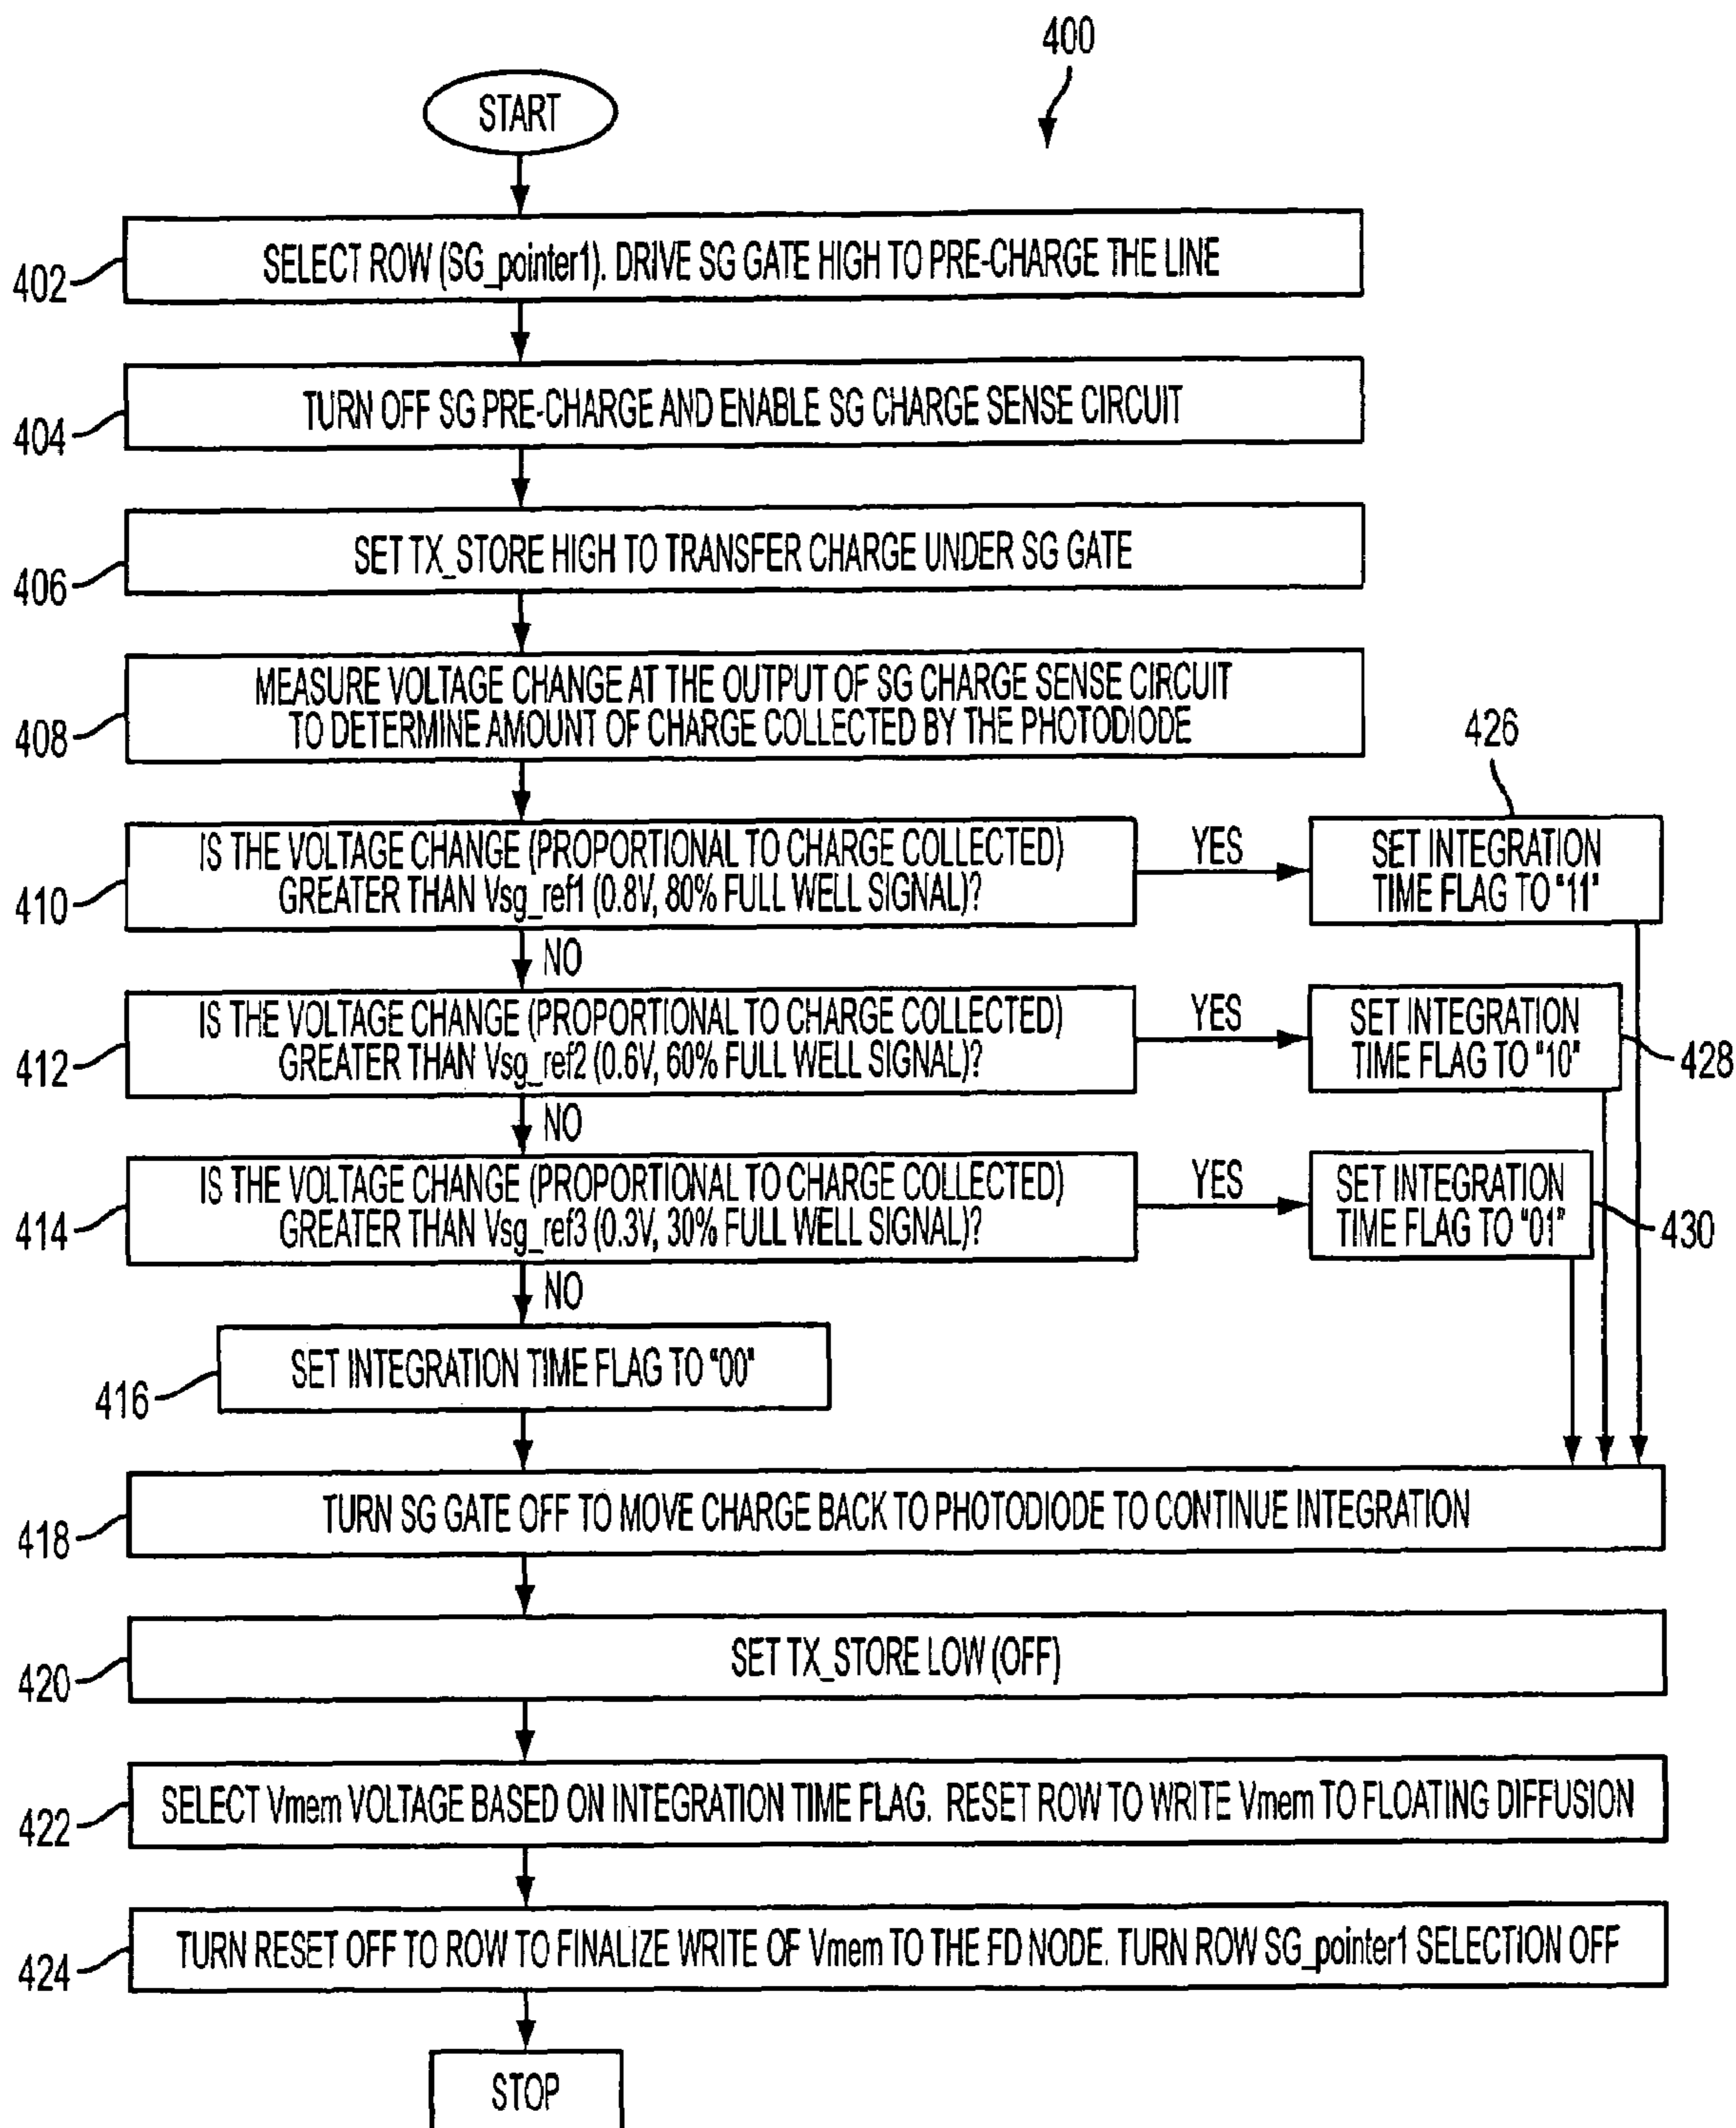 400
START
402
SELECT ROW (SG_pointer1). DRIVE SG GATE HIGH TO PRE-CHARGE THE LINE
404
TURN OFF SG PRE-CHARGE AND ENABLE SG CHARGE SENSE CIRCUIT
406
SET TX_STORE HIGH TO TRANSFER CHARGE UNDER SG GATE
408
MEASURE VOLTAGE CHANGE AT THE OUTPUT OF SG CHARGE SENSE CIRCUIT
TO DETERMINE AMOUNT OF CHARGE COLLECTED BY THE PHOTODIODE
410
IS THE VOLTAGE CHANGE (PROPORTIONAL TO CHARGE COLLECTED)
GREATER THAN Vsg_ref1 (0.8V, 80% FULL WELL SIGNAL)?
YES
426
SET INTEGRATION
TIME FLAG TO "11"
NO
412
IS THE VOLTAGE CHANGE (PROPORTIONAL TO CHARGE COLLECTED)
GREATER THAN Vsg_ref2 (0.6V, 60% FULL WELL SIGNAL)?
YES
SET INTEGRATION
TIME FLAG TO "10"
428
NO
414
IS THE VOLTAGE CHANGE (PROPORTIONAL TO CHARGE COLLECTED)
GREATER THAN Vsg_ref3 (0.3V, 30% FULL WELL SIGNAL)?
YES
SET INTEGRATION
TIME FLAG TO "01"
430
NO
416
SET INTEGRATION TIME FLAG TO "00"
418
TURN SG GATE OFF TO MOVE CHARGE BACK TO PHOTODIODE TO CONTINUE INTEGRATION
420
SET TX_STORE LOW (OFF)
422
SELECT Vmem VOLTAGE BASED ON INTEGRATION TIME FLAG. RESET ROW TO WRITE Vmem TO FLOATING DIFFUSION
424
TURN RESET OFF TO ROW TO FINALIZE WRITE OF Vmem TO THE FD NODE. TURN ROW SG_pointer1 SELECTION OFF
STOP